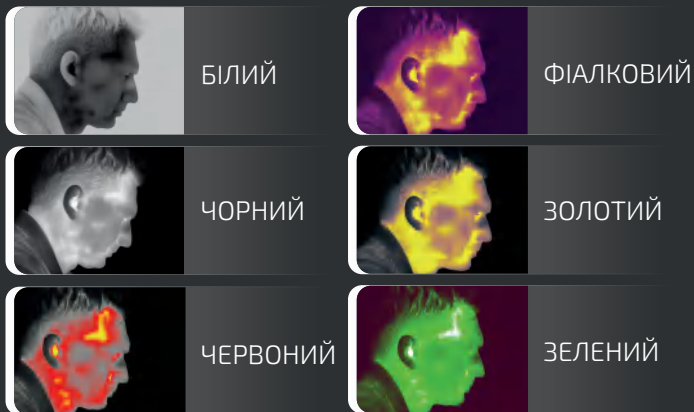 БІЛИЙ
ФІАЛКОВИЙ
ЧОРНИЙ
ЗОЛОТИЙ
ЧЕРВОНИЙ
ЗЕЛЕНИЙ